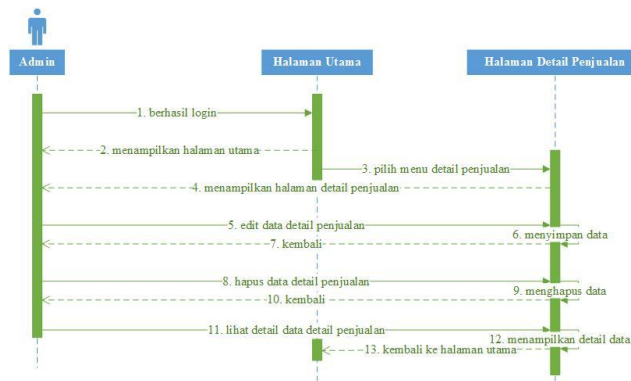 Admin
Halaman Utama
Halaman Detail Penjualan
1. berhasil login
2. menampilkan halaman utama
3. pilih menu detail penjualan
4. menampilkan halaman detail penjualan
5. edit data detail penjualan
6. menyimpan data
7. kembali
8. hapus data detail penjualan
9. menghapus data
10. kembali
11. lihat detail data detail penjualan
12. menampilkan detail data
13. kembali ke halaman utama